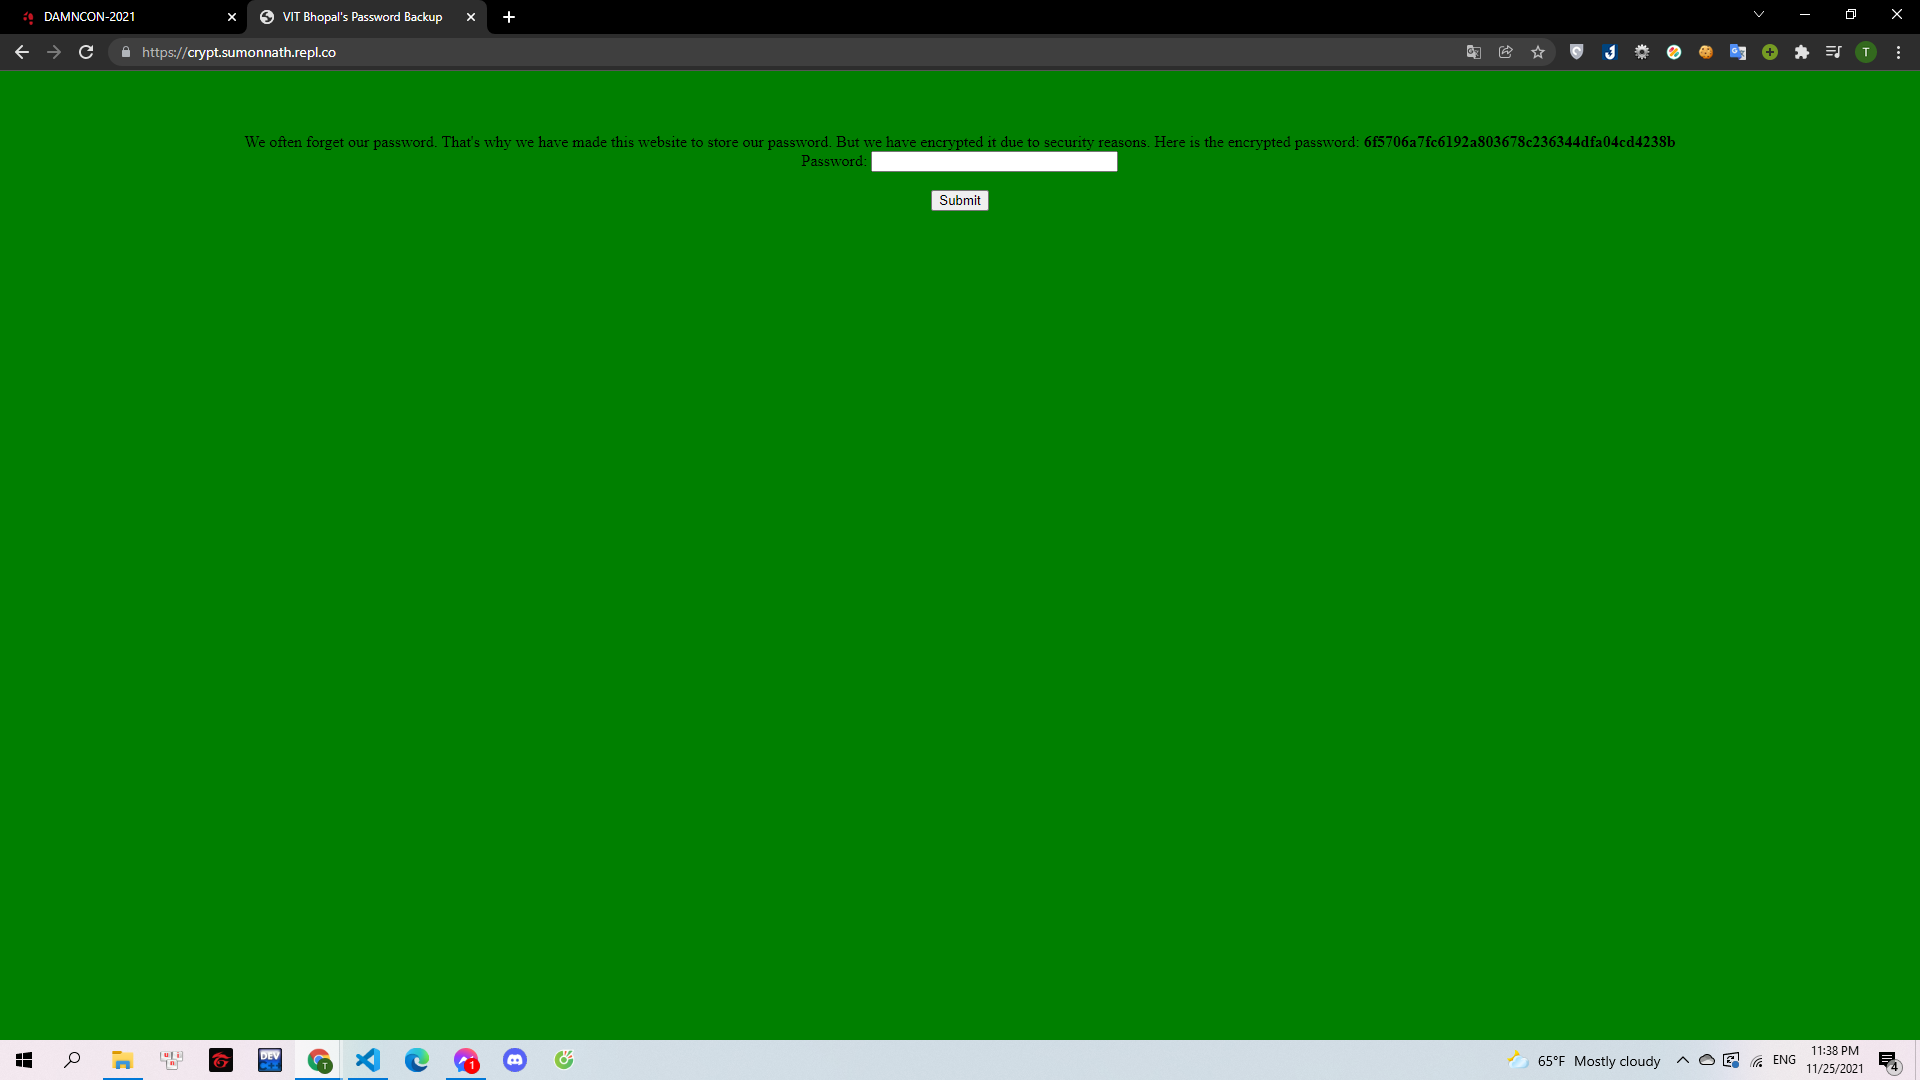 DAMNCON-2021
VIT Bhopal's Password Backup
https://crypt.sumonnath.repl.co
T
We often forget our password. That's why we have made this website to store our password. But we have encrypted it due to security reasons. Here is the encrypted password: 6f5706a7fc6192a803678c236344dfa04cd4238b
Password:
Submit
DEV
T
1
65°F Mostly cloudy
ENG
11:38 PM
11/25/2021
4